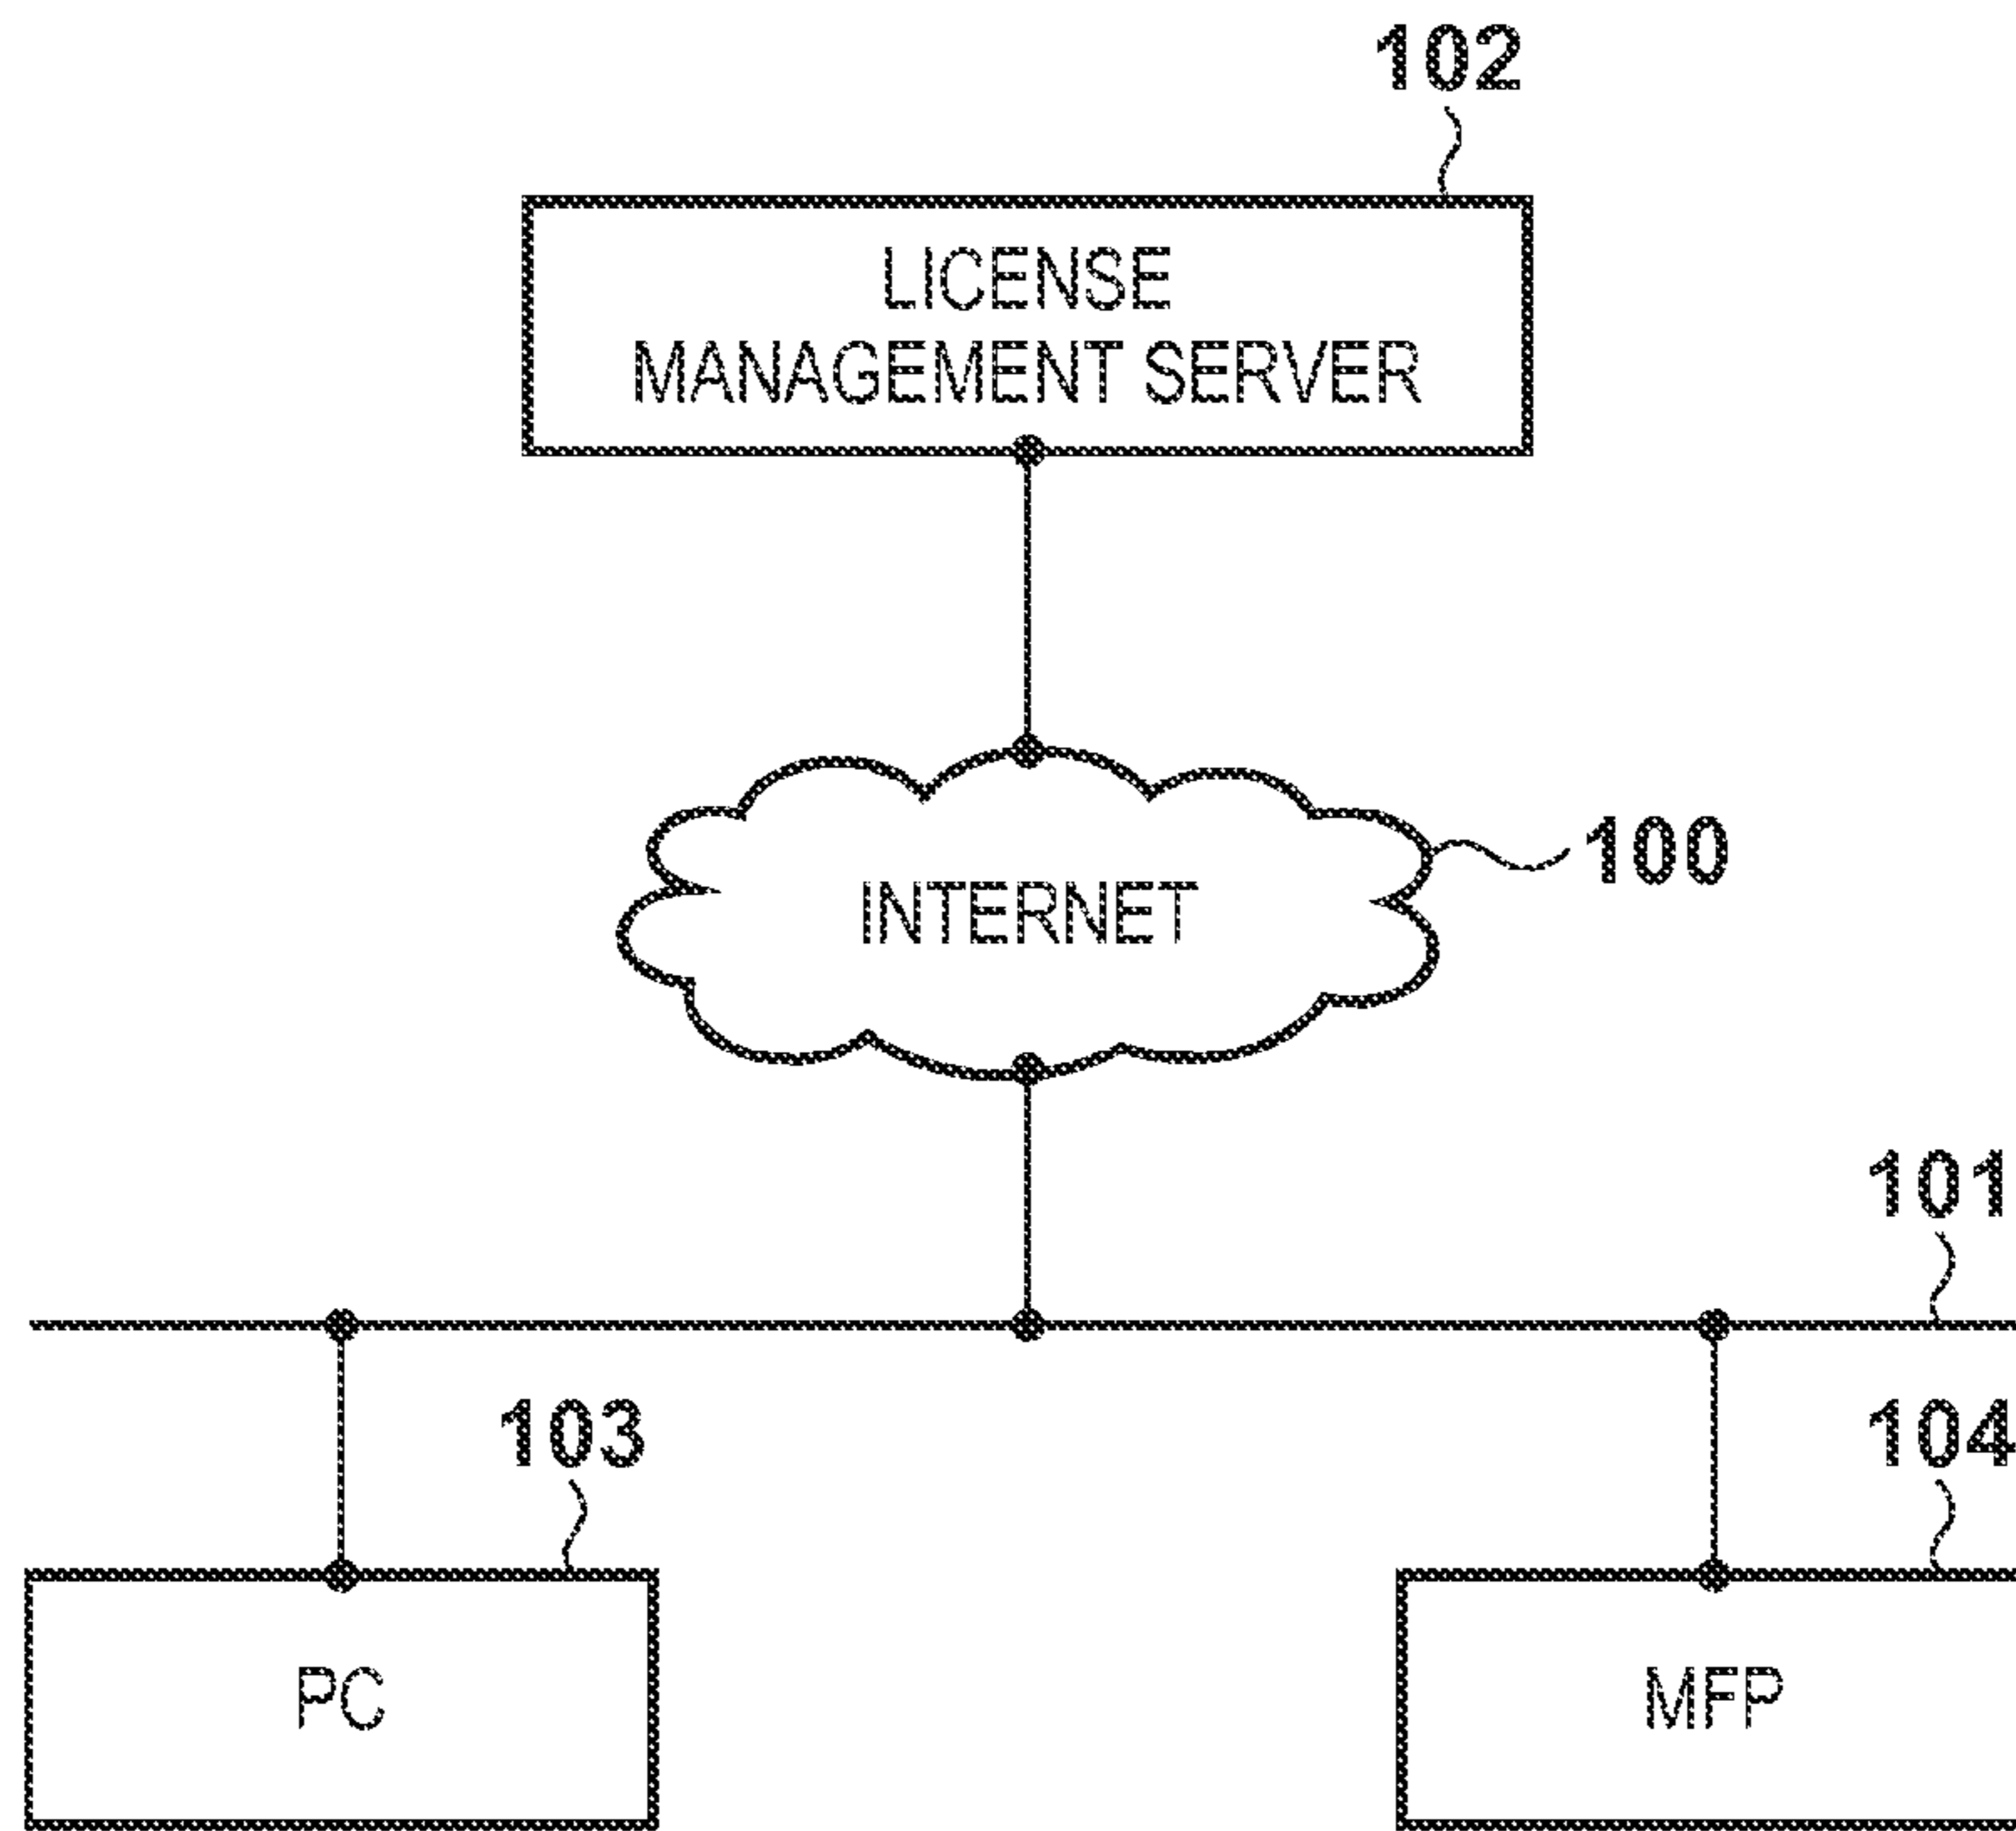 102
LICENSE
MANAGEMENT SERVER
100
INTERNET
101
103
104
PC
MFP